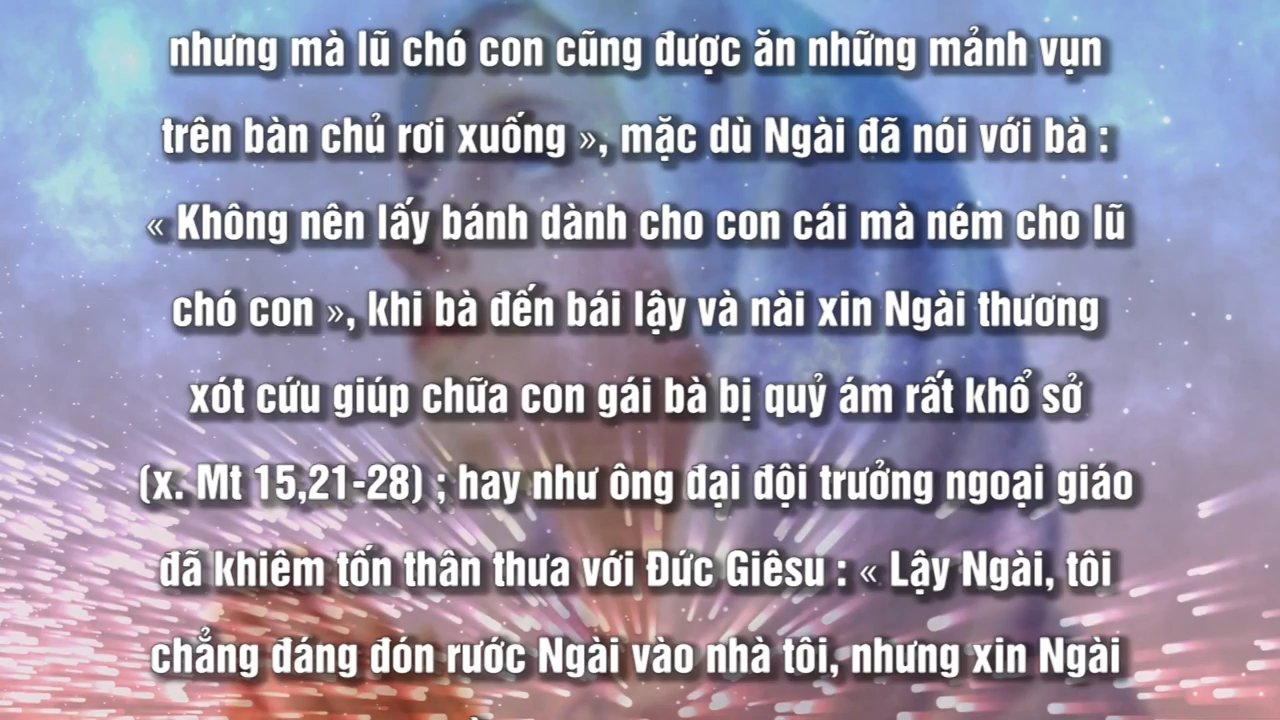 nhưng mà lũ chó con cũng được ăn những mảnh vụn
trên bàn chủ rơi xuống », mặc dù Ngài đã nói với bà :
« Không nên lấy bánh dành cho con cái mà ném cho lũ
chó con », khi bà đến bái lậy và nài xin Ngài thương
xót cứu giúp chữa con gái bà bị quỷ ám rất khổ sở
(x. Mt 15,21-28) ; hay như ông đại đội trưởng ngoại giáo
đã khiêm tốn thân thưa với Đức Giêsu : « Lậy Ngài, tôi
chẳng đáng đón rước Ngài vào nhà tôi, nhưng xin Ngài